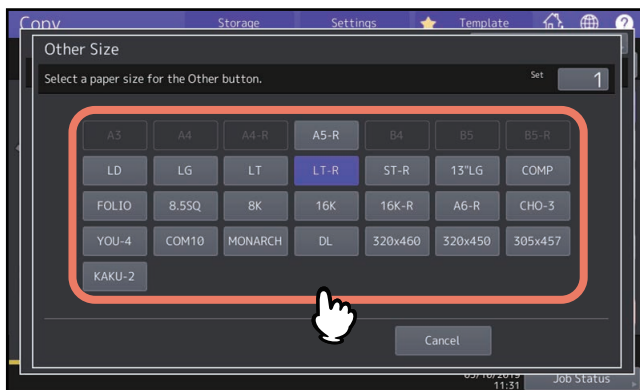 Copy Storage Settings Template
Other Size
Select a paper size for the Other button. Set 1
A3 A4 A4-R A5-R B4 B5 B5-R
LD LG LT LT-R ST-R 13"LG COMP
FOLIO 8.5SQ 8K 16K 16K-R A6-R CHO-3
YOU-4 COM10 MONARCH DL 320x460 320x450 305x457
KAKU-2
Cancel
11:31 Job Status